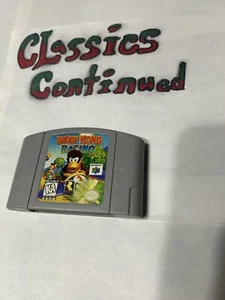 CLassics
Continued
DIDDY KONG
RACING